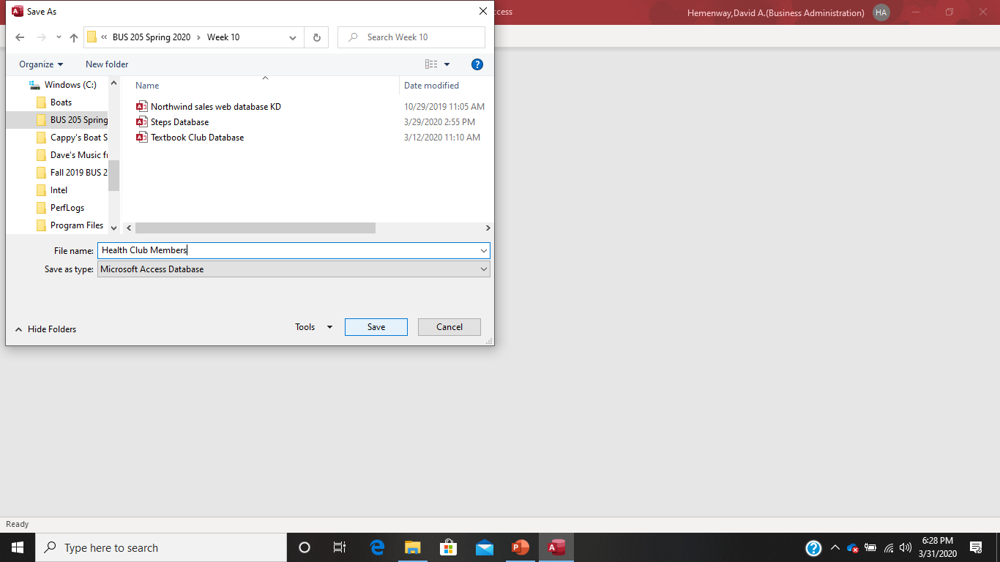 Save As
ccess
Hemenway,David A.(Business Administration)
HA
« BUS 205 Spring 2020 › Week 10
Search Week 10
Organize
New folder
?
Windows (C:)
Boats
BUS 205 Spring
Cappy's Boat S
Dave's Music fr
Fall 2019 BUS 2
Intel
PerfLogs
Program Files
Name
Date modified
Northwind sales web database KD
10/29/2019 11:05 AM
Steps Database
3/29/2020 2:55 PM
Textbook Club Database
3/12/2020 11:10 AM
File name:
Health Club Members
Save as type:
Microsoft Access Database
Hide Folders
Tools
Save
Cancel
Ready
Type here to search
6:28 PM
3/31/2020